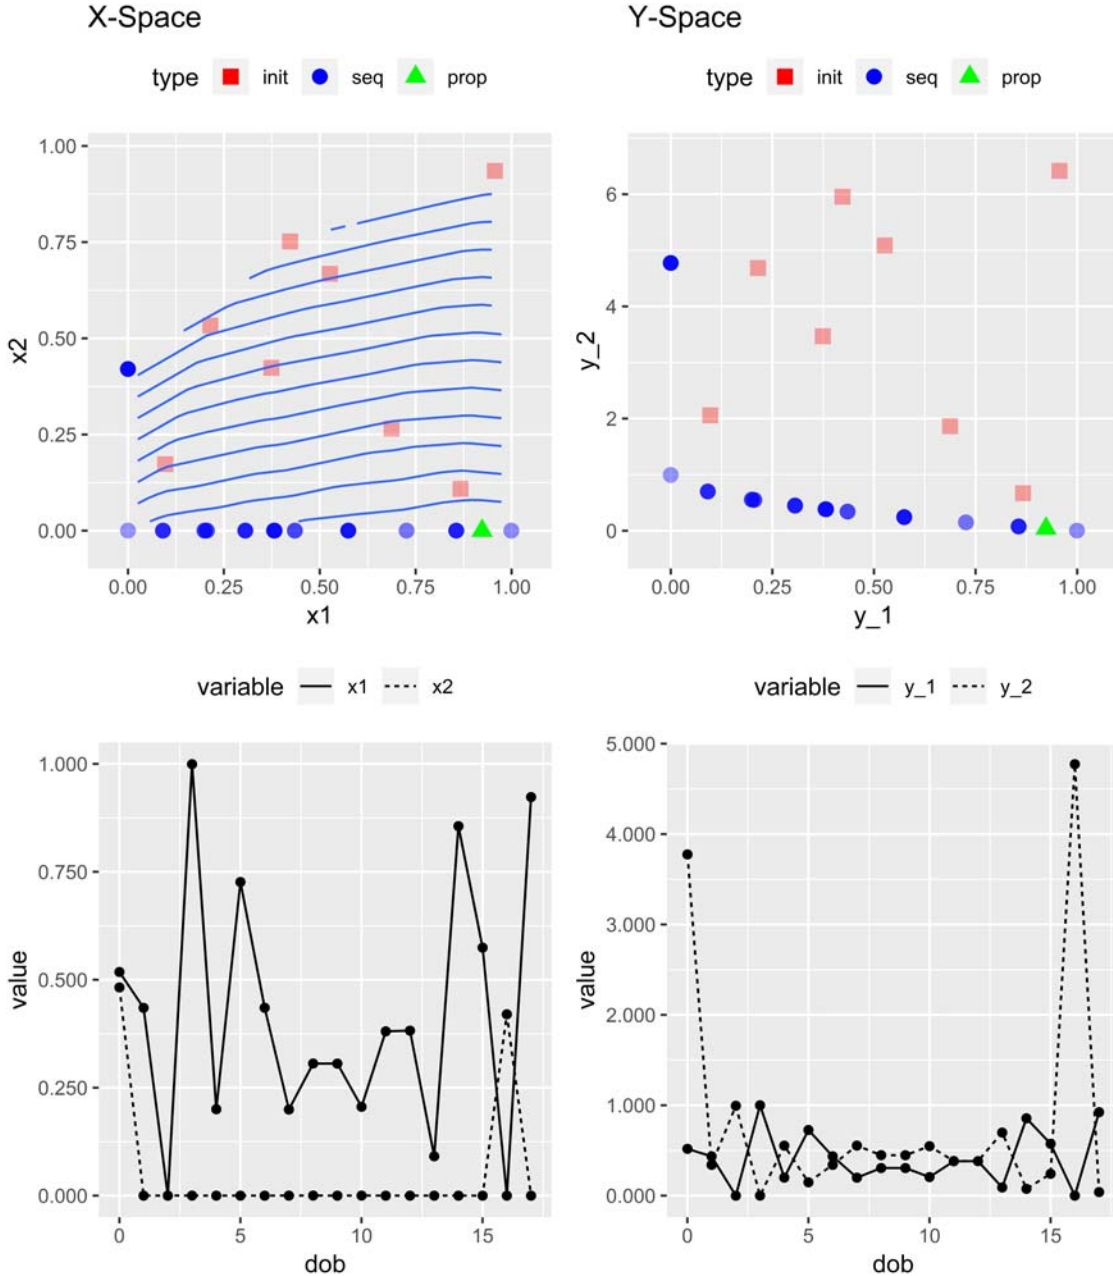 X-Space
type init seq prop
1.00
0.75
0.50
0.25
0.00
x2
0.00 0.25 0.50 0.75 1.00
x1
Y-Space
type init seq prop
6
4
2
0
y_2
0.00 0.25 0.50 0.75 1.00
y_1
variable x1 x2
1.000
0.750
0.500
0.250
0.000
value
0 5 10 15
dob
variable y_1 y_2
5.000
4.000
3.000
2.000
1.000
0.000
value
0 5 10 15
dob